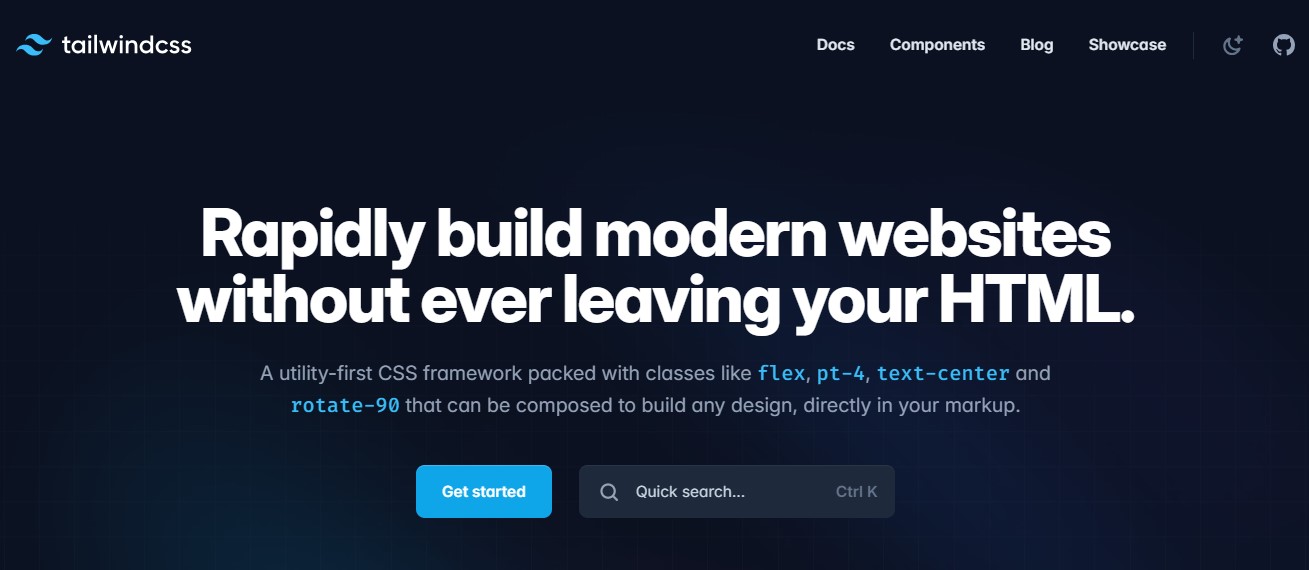 tailwindcss
Docs Components Blog Showcase
Rapidly build modern websites
without ever leaving your HTML.
A utility-first CSS framework packed with classes like flex, pt-4, text-center and
rotate-90 that can be composed to build any design, directly in your markup.
Get started
Quick search... Ctrl K